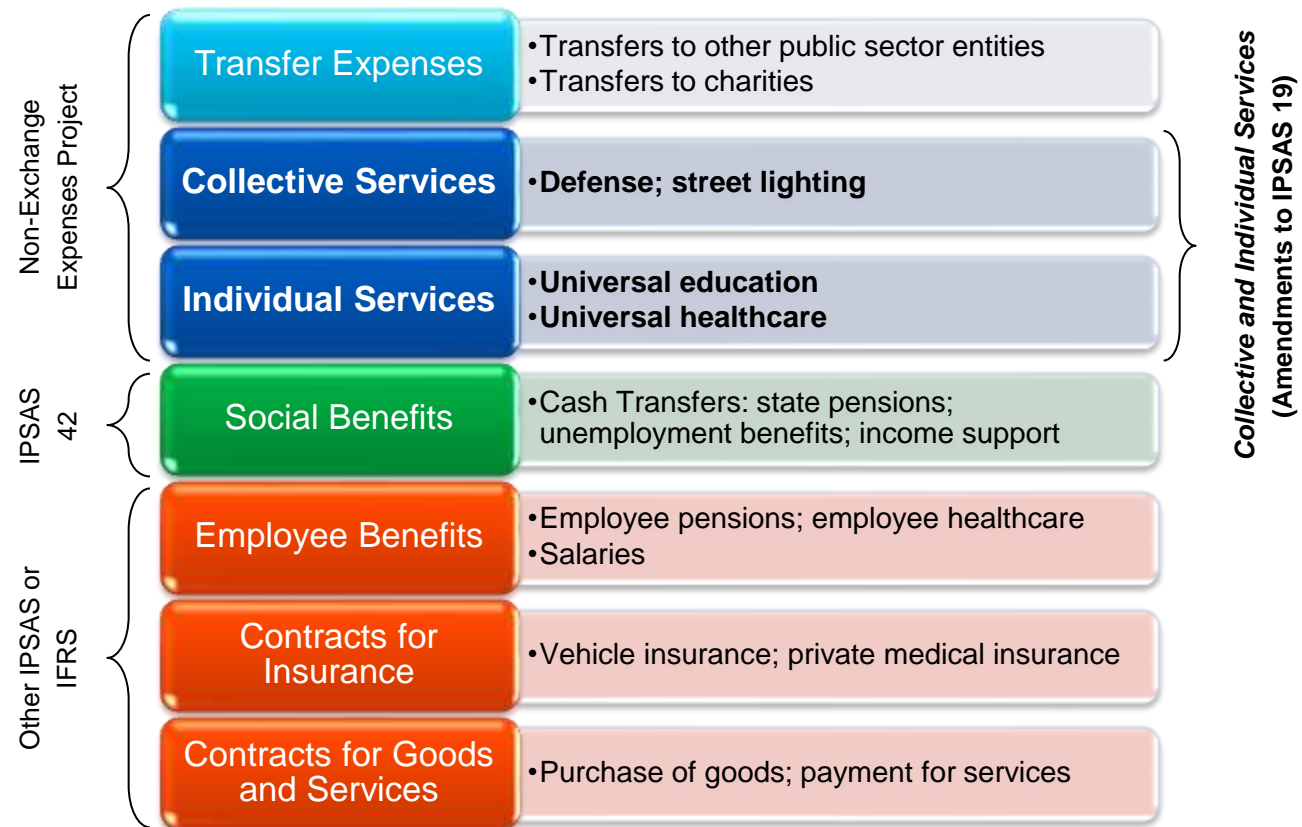 Non-Exchange
Expenses Project
Transfer Expenses
•Transfers to other public sector entities
•Transfers to charities
Collective Services
•Defense; street lighting
Individual Services
•Universal education
•Universal healthcare
Collective and Individual Services
(Amendments to IPSAS 19)
IPSAS
42
Social Benefits
•Cash Transfers: state pensions;
unemployment benefits; income support
Other IPSAS or
IFRS
Employee Benefits
•Employee pensions; employee healthcare
•Salaries
Contracts for
Insurance
•Vehicle insurance; private medical insurance
Contracts for Goods
and Services
•Purchase of goods; payment for services